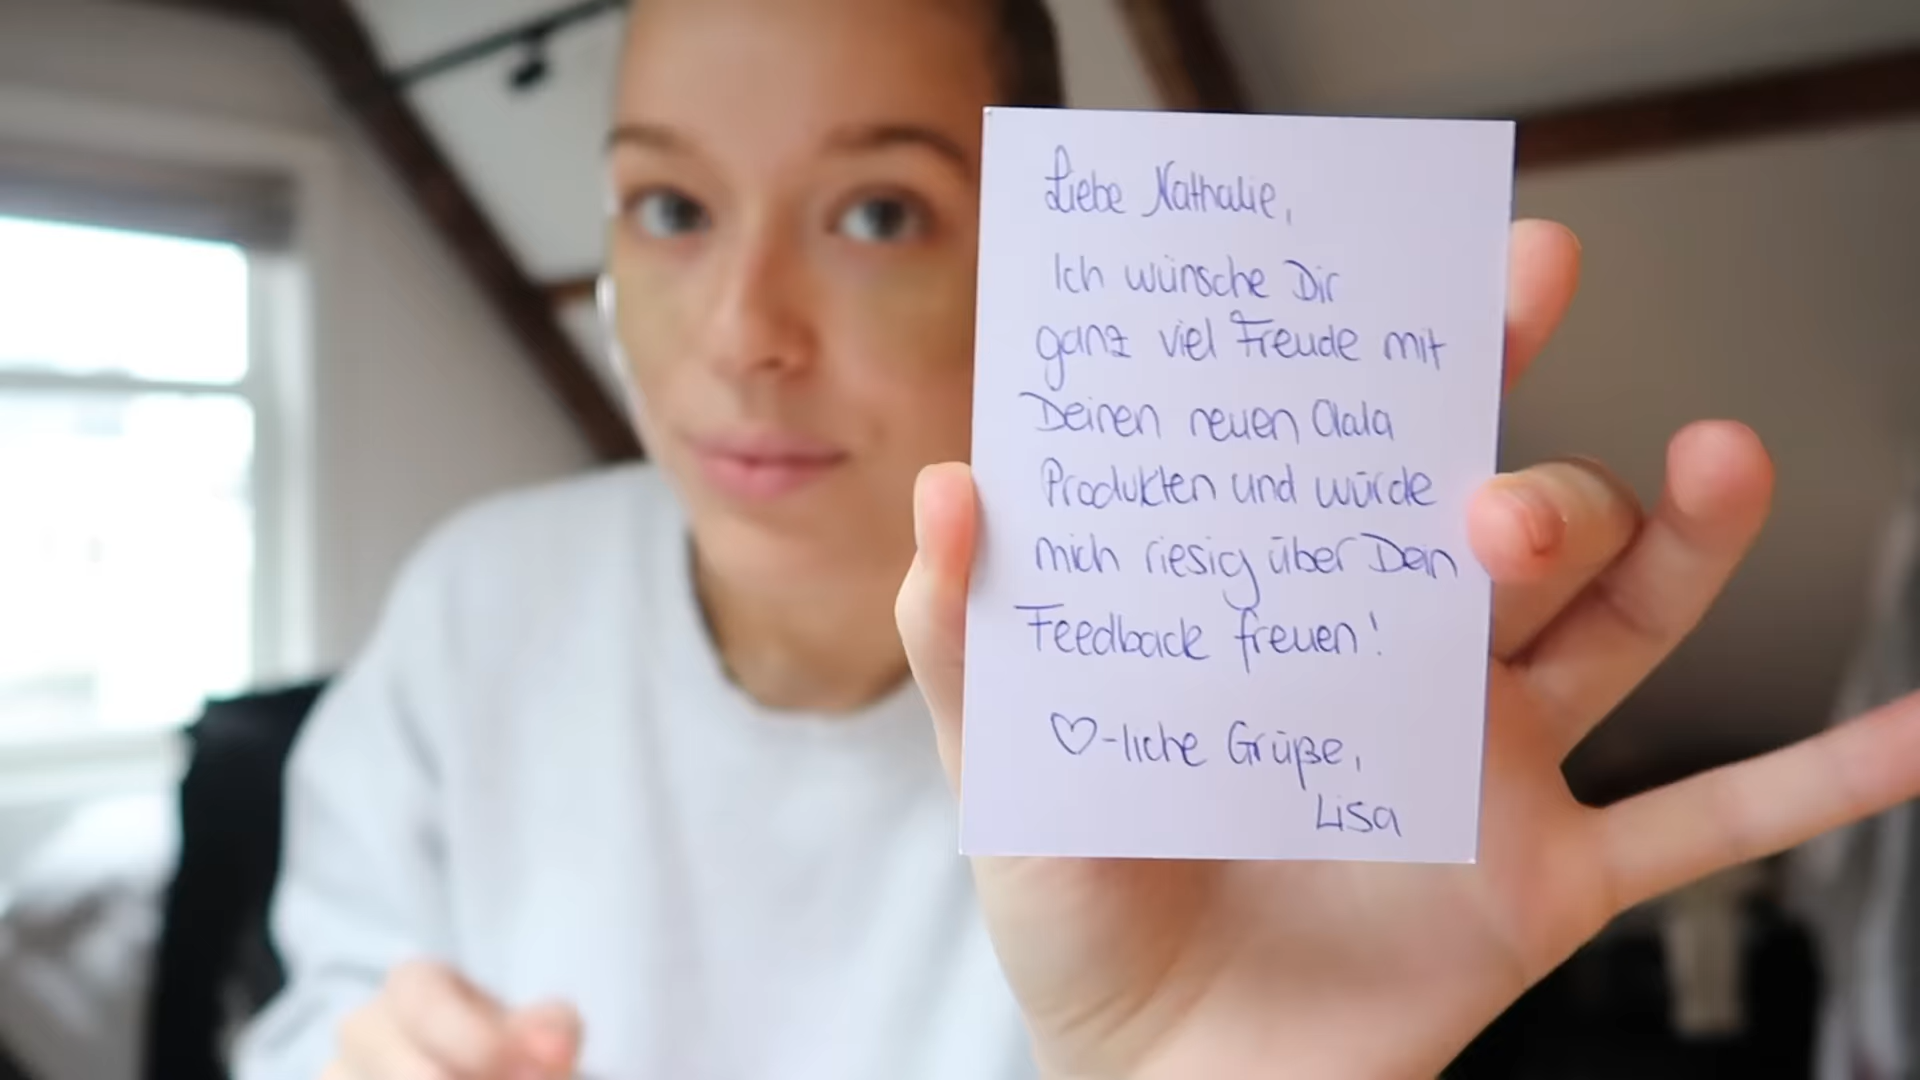 Liebe Nathalie,
Ich wünsche Dir
ganz viel Freude mit
Deinen neuen Olala
Produkten und würde
mich riesig über Dein
Feedback freuen!
♡-liche Grüße,
Lisa